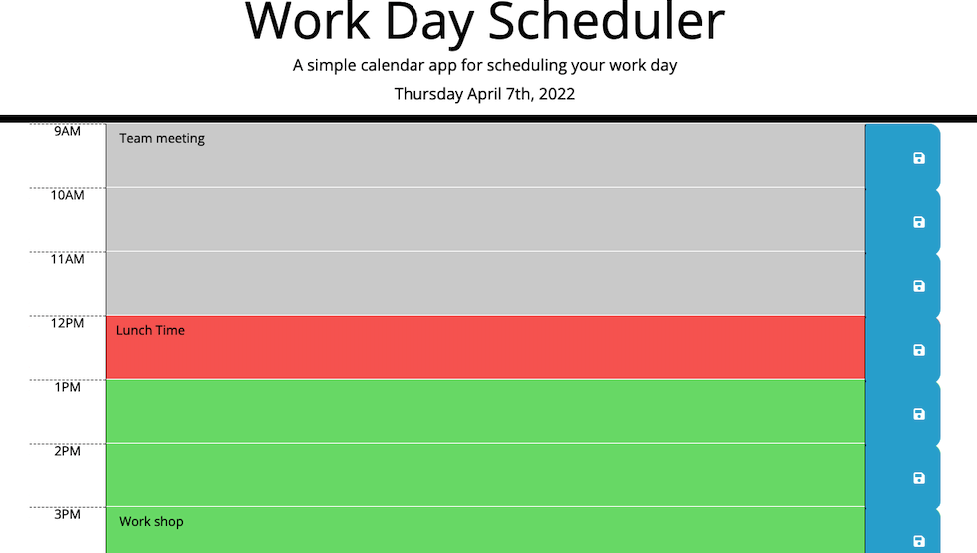 Work Day Scheduler
A simple calendar app for scheduling your work day
Thursday April 7th, 2022
9AM
Team meeting
10AM
11AM
12PM
Lunch Time
1PM
2PM
3PM
Work shop